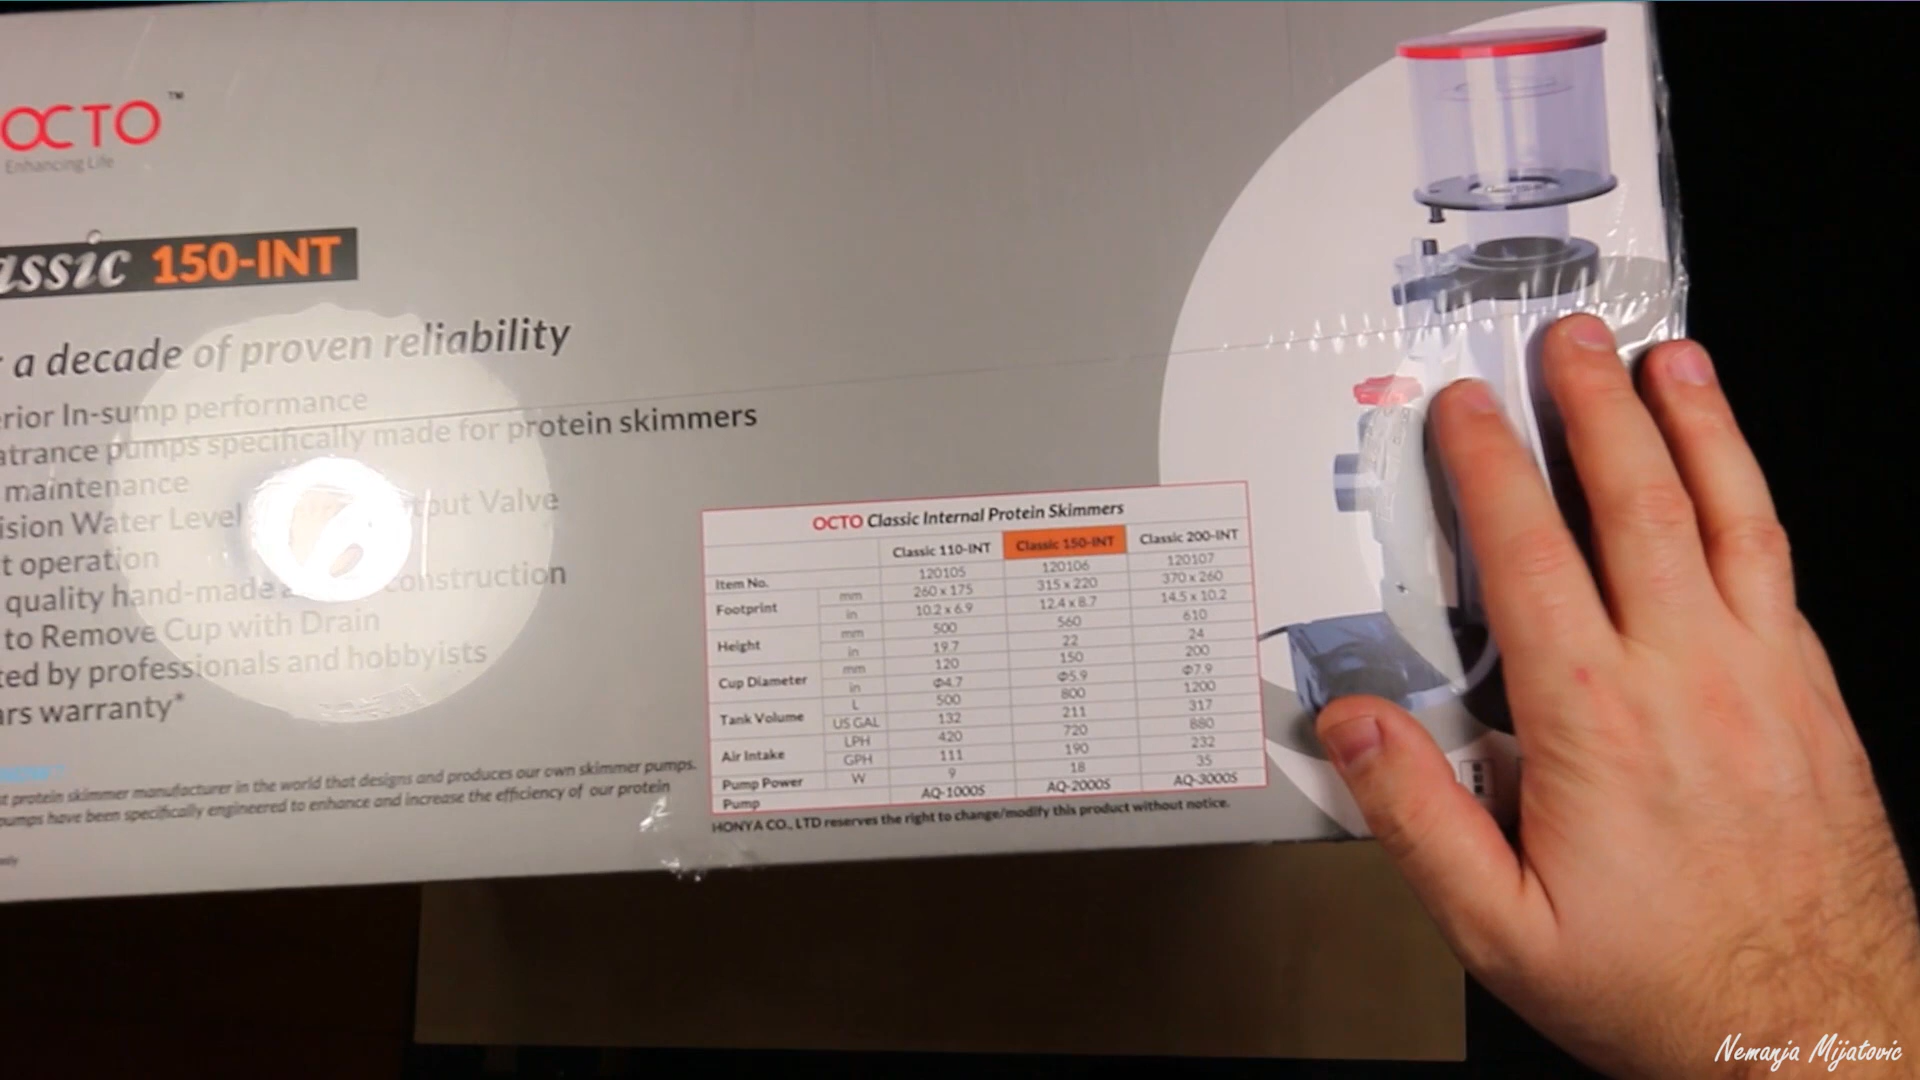 OCTO™
Enhancing Life
assic 150-INT
a decade of proven reliability
rior In-sump performance
atrance pumps specifically made for protein skimmers
maintenance
ision Water Level put Valve
t operation
quality hand-made construction
to Remove Cup with Drain
ted by professionals and hobbyists
ars warranty*
t protein skimmer manufacturer in the world that designs and produces our own skimmer pumps.
pumps have been specifically engineered to enhance and increase the efficiency of our protein
OCTO Classic Internal Protein Skimmers
Classic 110-INT Classic 150-INT Classic 200-INT
Item No. 120105 120106 120107
Footprint mm 260 x 175 315 x 220 370 x 260
in 10.2 x 6.9 12.4 x 8.7 14.5 x 10.2
Height mm 500 560 610
in 19.7 22 24
Cup Diameter mm 120 150 200
in Φ4.7 Φ5.9 Φ7.9
Tank Volume L 500 800 1200
US GAL 132 211 317
Air Intake LPH 420 720 880
GPH 111 190 232
Pump Power W 9 18 35
Pump AQ-1000S AQ-2000S AQ-3000S
HONYA CO., LTD reserves the right to change/modify this product without notice.
Nemanja Mijatovic